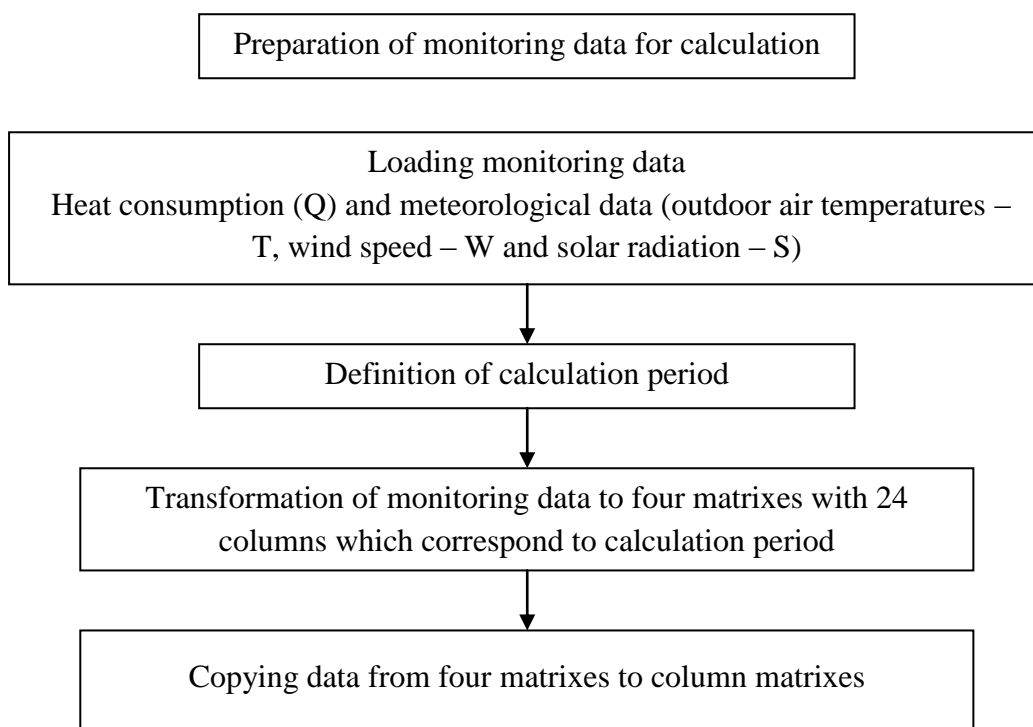 Preparation of monitoring data for calculation
Loading monitoring data
Heat consumption (Q) and meteorological data (outdoor air temperatures –
T, wind speed – W and solar radiation – S)
Definition of calculation period
Transformation of monitoring data to four matrixes with 24
columns which correspond to calculation period
Copying data from four matrixes to column matrixes